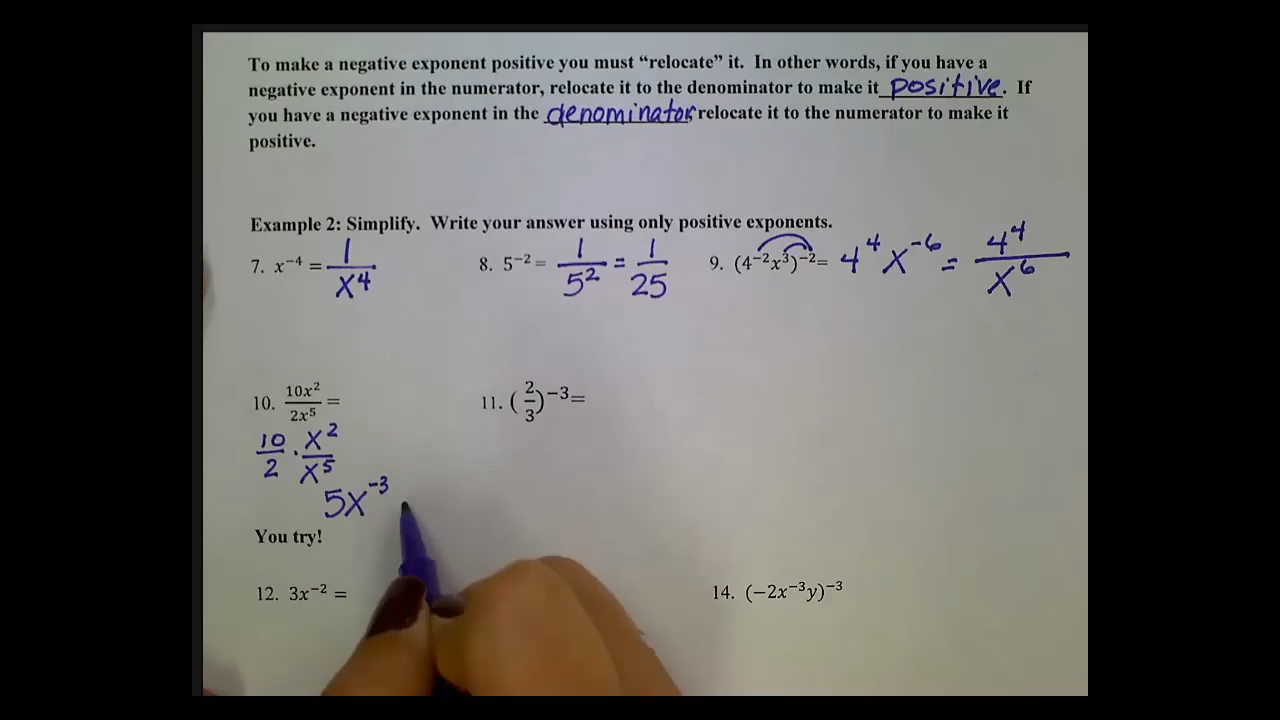 To make a negative exponent positive you must “relocate” it. In other words, if you have a
negative exponent in the numerator, relocate it to the denominator to make it positive. If
you have a negative exponent in the denominator, relocate it to the numerator to make it
positive.
Example 2: Simplify. Write your answer using only positive exponents.
7. x⁻⁴ = 1/x⁴ 8. 5⁻² = 1/5² = 1/25 9. (4⁻²x³)⁻² = 4⁴x⁻⁶ = 4⁴/x⁶
10. 10x²/2x⁵ = 11. (2/3)⁻³ =
10/2 · x²/x⁵
5x⁻³
You try!
12. 3x⁻² = 14. (−2x⁻³y)⁻³